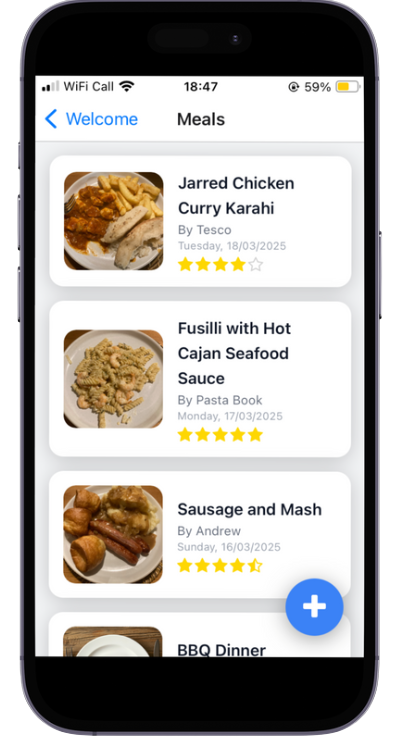 WiFi Call 18:47 59%
Welcome Meals
Jarred Chicken
Curry Karahi
By Tesco
Tuesday, 18/03/2025
Fusilli with Hot
Cajan Seafood
Sauce
By Pasta Book
Monday, 17/03/2025
Sausage and Mash
By Andrew
Sunday, 16/03/2025
BBQ Dinner